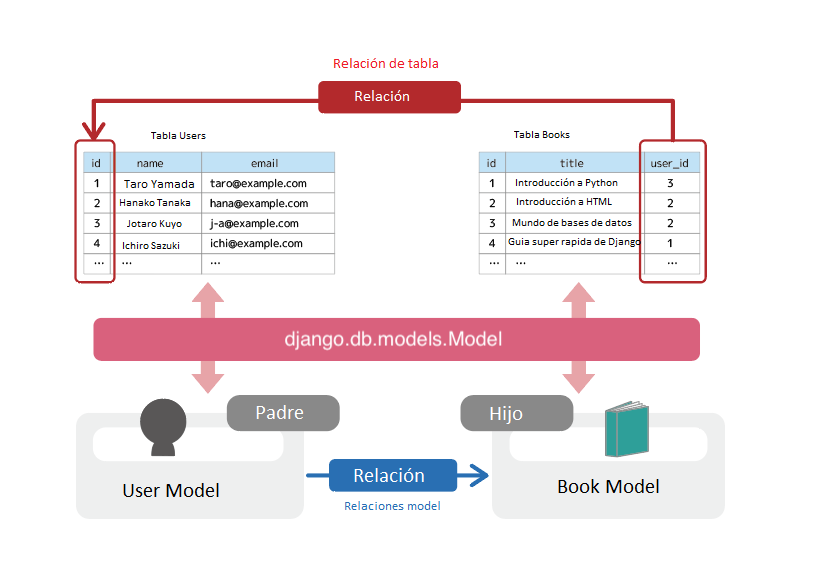 Relación de tabla
Relación
Tabla Users
id name email
1 Taro Yamada taro@example.com
2 Hanako Tanaka hana@example.com
3 Jotaro Kuyo j-a@example.com
4 Ichiro Sazuki ichi@example.com
... ... ...
Tabla Books
id title user_id
1 Introducción a Python 3
2 Introducción a HTML 2
3 Mundo de bases de datos 2
4 Guia super rapida de Django 1
... ... ...
django.db.models.Model
Padre
User Model
Relación
Relaciones model
Hijo
Book Model